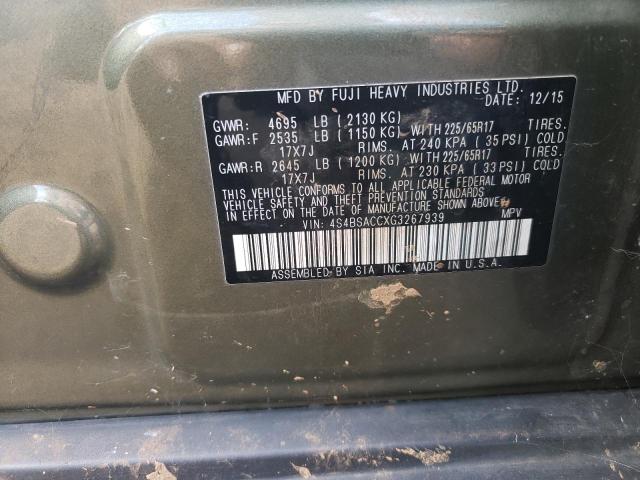 MFD BY FUJI HEAVY INDUSTRIES LTD.
DATE: 12/15
GVWR: 4695 LB (2130 KG)
GAWR:F 2535 LB (1150 KG) WITH 225/65R17 TIRES.
17X7J RIMS. AT 240 KPA (35 PSI) COLD
GAWR:R 2645 LB (1200 KG) WITH 225/65R17 TIRES.
17X7J RIMS. AT 230 KPA (33 PSI) COLD
THIS VEHICLE CONFORMS TO ALL APPLICABLE FEDERAL MOTOR
VEHICLE SAFETY AND THEFT PREVENTION STANDARDS
IN EFFECT ON THE DATE OF MANUFACTURE SHOWN ABOVE.
VIN: 4S4BSACCXG3267939 MPV
ASSEMBLED BY SIA INC. MADE IN U.S.A.